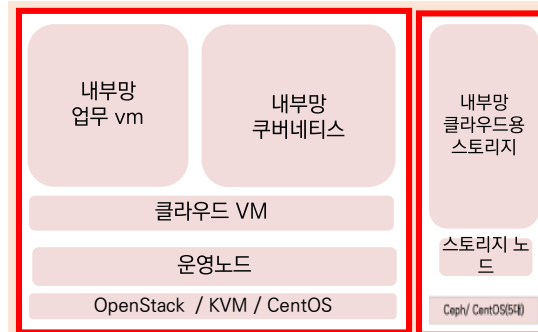 내부망
업무 vm
내부망
쿠버네티스
내부망
클라우드용
스토리지
클라우드 VM
운영노드
스토리지 노
드
OpenStack / KVM / CentOS
Ceph/ CentOS(5대)